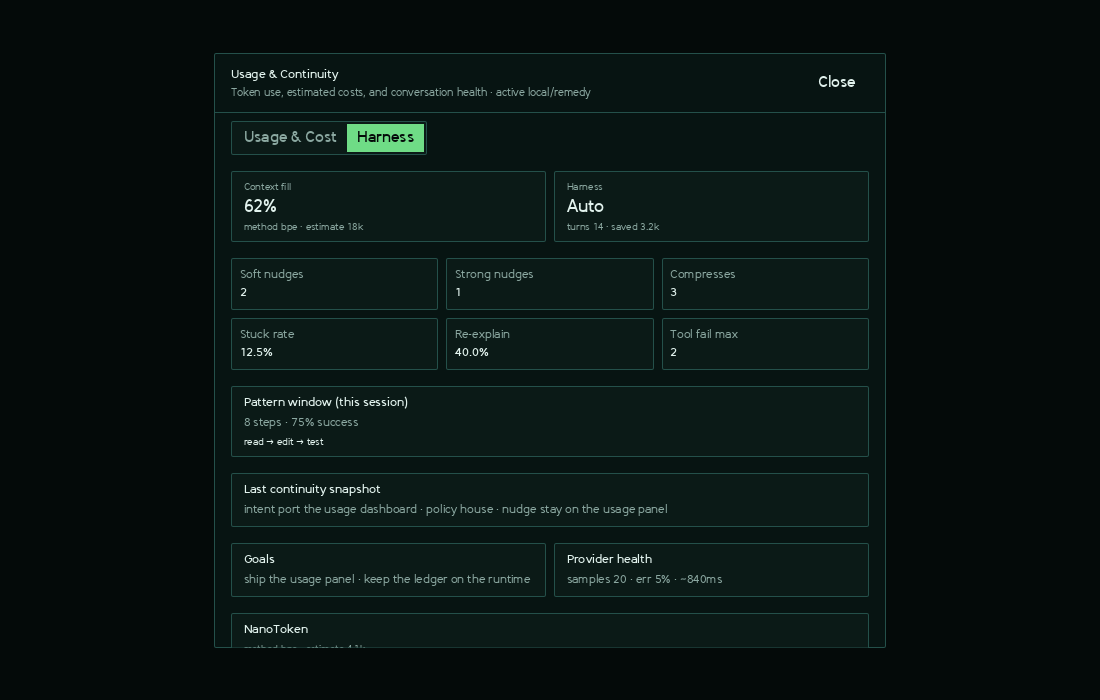 Usage & Continuity
Token use, estimated costs, and conversation health · active local/remedy
Close
Usage & Cost
Harness
Context fill
62%
method bpe · estimate 18k
Harness
Auto
turns 14 · saved 3.2k
Soft nudges
2
Strong nudges
1
Compresses
3
Stuck rate
12.5%
Re-explain
40.0%
Tool fail max
2
Pattern window (this session)
8 steps · 75% success
read → edit → test
Last continuity snapshot
intent port the usage dashboard · policy house · nudge stay on the usage panel
Goals
ship the usage panel · keep the ledger on the runtime
Provider health
samples 20 · err 5% · ~840ms
NanoToken
method bpe · estimate